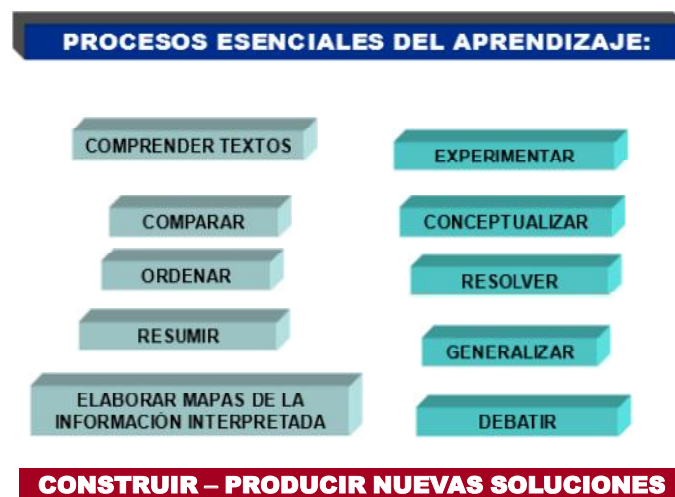 PROCESOS ESENCIALES DEL APRENDIZAJE:
COMPRENDER TEXTOS
COMPARAR
ORDENAR
RESUMIR
ELABORAR MAPAS DE LA
INFORMACIÓN INTERPRETADA
EXPERIMENTAR
CONCEPTUALIZAR
RESOLVER
GENERALIZAR
DEBATIR
CONSTRUIR – PRODUCIR NUEVAS SOLUCIONES